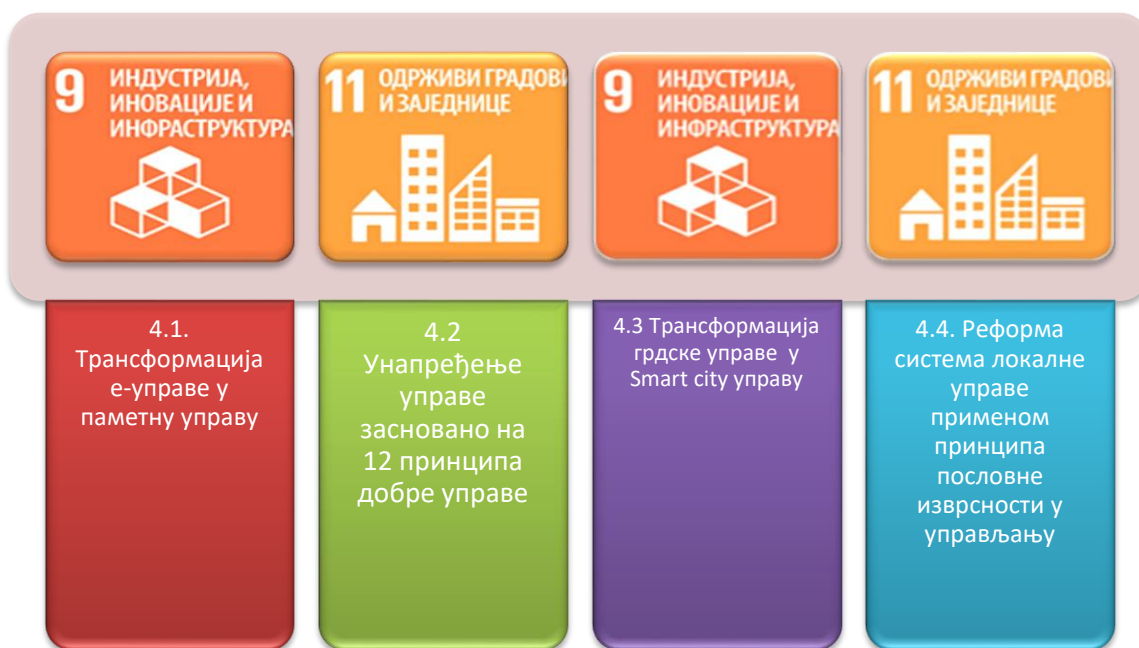 9 ИНДУСТРИЈА,
ИНОВАЦИЈЕ И
ИНФРАСТРУКТУРА
11 ОДРЖИВИ ГРАДОВИ
И ЗАЈЕДНИЦЕ
9 ИНДУСТРИЈА,
ИНОВАЦИЈЕ И
ИНФРАСТРУКТУРА
11 ОДРЖИВИ ГРАДОВИ
И ЗАЈЕДНИЦЕ
4.1.
Трансформација
е-управе у
паметну управу
4.2
Унапређење
управе
засновано на
12 принципа
добре управе
4.3 Трансформација
грдске управе у
Smart city управу
4.4. Реформа
система локалне
управе
применом
принципа
пословне
изврсности у
управљању